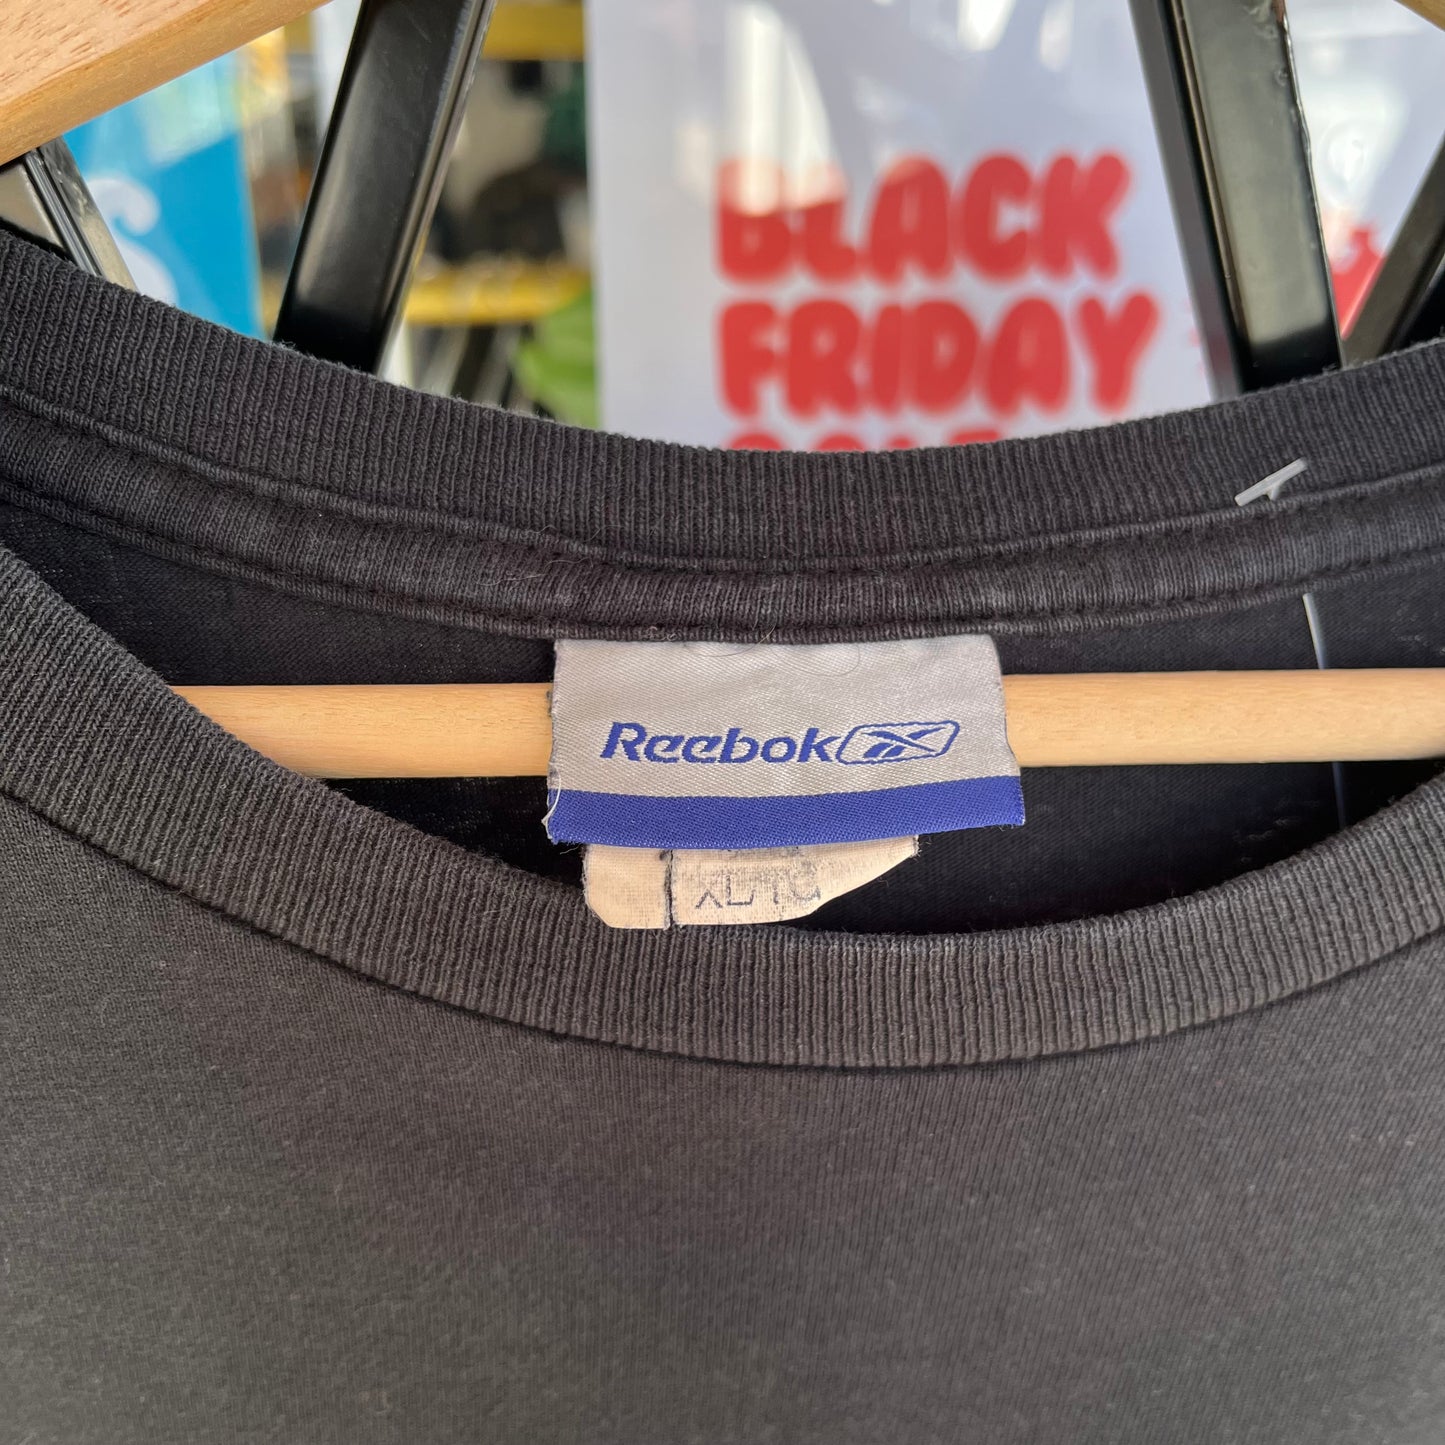 BLACK
FRIDAY
Reebok
XL/TG